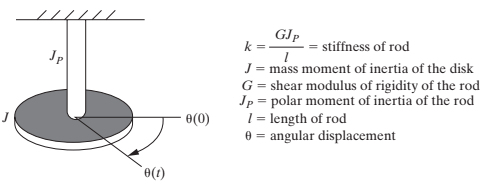 J_P
J
θ(0)
θ(t)
k = GJ_P / l = stiffness of rod
J = mass moment of inertia of the disk
G = shear modulus of rigidity of the rod
J_P = polar moment of inertia of the rod
l = length of rod
θ = angular displacement